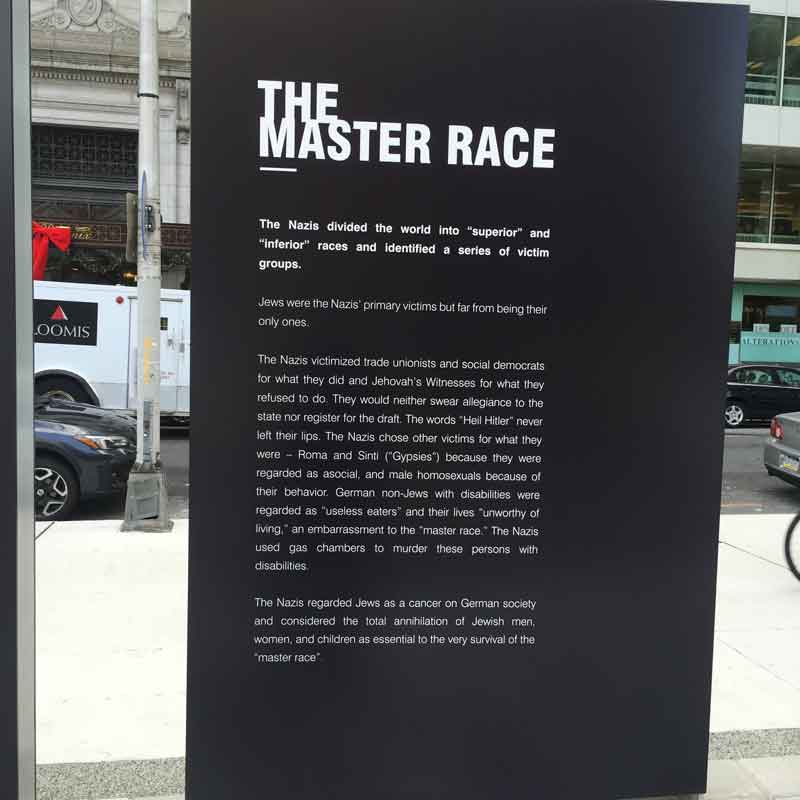 THE
MASTER RACE
The Nazis divided the world into “superior” and
“inferior” races and identified a series of victim
groups.
Jews were the Nazis’ primary victims but far from being their
only ones.
The Nazis victimized trade unionists and social democrats
for what they did and Jehovah’s Witnesses for what they
refused to do. They would neither swear allegiance to the
state nor register for the draft. The words “Heil Hitler” never
left their lips. The Nazis chose other victims for what they
were – Roma and Sinti (“Gypsies”) because they were
regarded as asocial, and male homosexuals because of
their behavior. German non-Jews with disabilities were
regarded as “useless eaters” and their lives “unworthy of
living,” an embarrassment to the “master race.” The Nazis
used gas chambers to murder these persons with
disabilities.
The Nazis regarded Jews as a cancer on German society
and considered the total annihilation of Jewish men,
women, and children as essential to the very survival of the
“master race”.
LOOMIS
ALTERATIONS